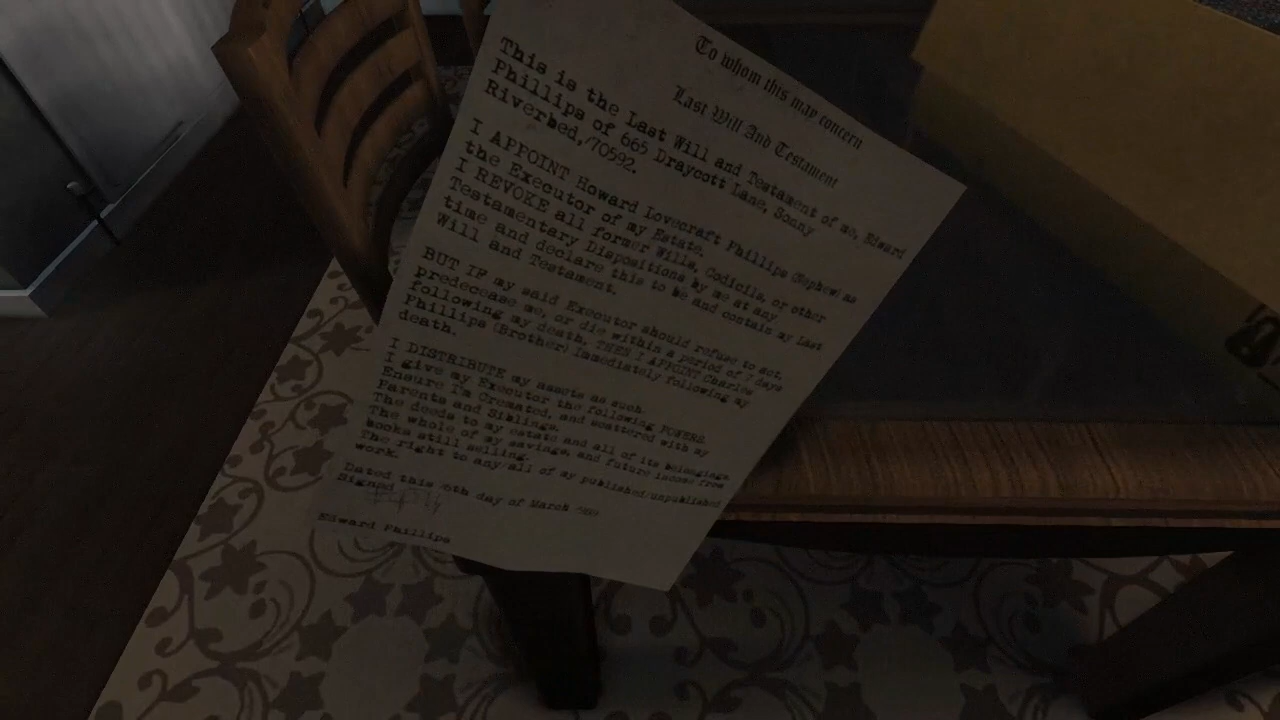 To whom this may concern
Last Will And Testament
This is the Last Will and Testament of me, Edward
Phillips of 665 Draycott Lane, Sonny
Riverbed, 70592.
I APPOINT Howard Lovecraft Phillips (Nephew) as
the Executor of my Estate.
I REVOKE all former Wills, Codicils, or other
Testamentary Dispositions by me at any
time and declare this to be and contain my Last
Will and Testament.
BUT IF my said Executor should refuse to act,
predecease me, or die within a period of 7 days
following my death, THEN I APPOINT Charles
Phillips (Brother) Immediately following my
death.
I DISTRIBUTE my assets as such.
I give my Executor the following POWERS
Ensure I'm Cremated, and scattered with my
Parents and Siblings.
The deeds to my estate and all of its belongings
The whole of my savings, and future income from
books still selling.
The right to any/all of my published/unpublished
work.
Dated this day of March
Signed
Edward Phillips